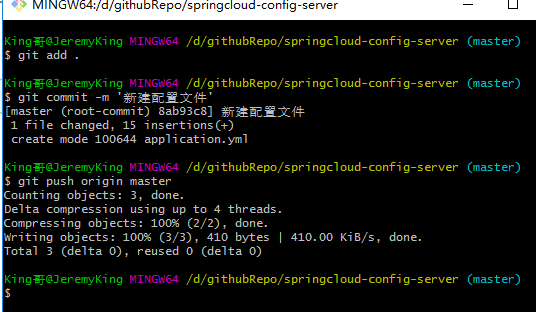 MINGW64:/d/githubRepo/springcloud-config-server
King哥@JeremyKing MINGW64 /d/githubRepo/springcloud-config-server (master)
$ git add .
King哥@JeremyKing MINGW64 /d/githubRepo/springcloud-config-server (master)
$ git commit -m '新建配置文件'
[master (root-commit) 8ab93c8] 新建配置文件
 1 file changed, 15 insertions(+)
 create mode 100644 application.yml
King哥@JeremyKing MINGW64 /d/githubRepo/springcloud-config-server (master)
$ git push origin master
Counting objects: 3, done.
Delta compression using up to 4 threads.
Compressing objects: 100% (2/2), done.
Writing objects: 100% (3/3), 410 bytes | 410.00 KiB/s, done.
Total 3 (delta 0), reused 0 (delta 0)
King哥@JeremyKing MINGW64 /d/githubRepo/springcloud-config-server (master)
$